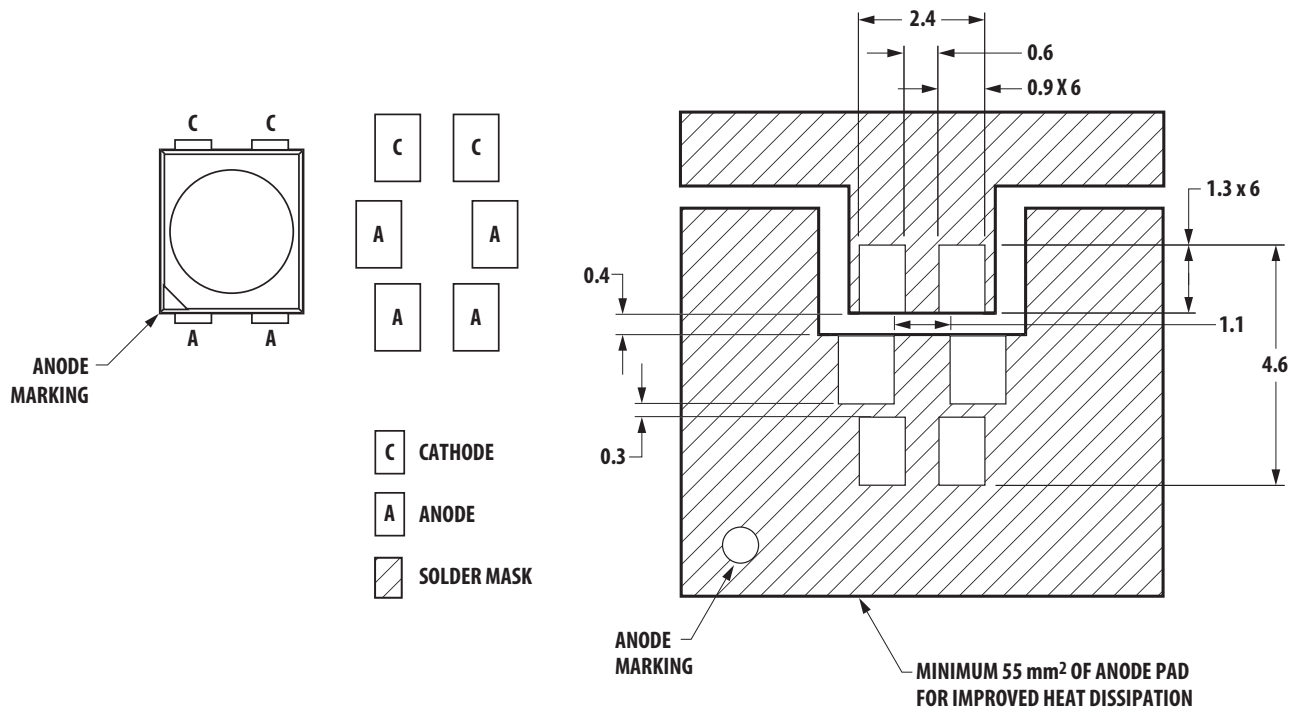 2.4
0.6
0.9 X 6
C C
C C
1.3 x 6
A A
0.4
A A
1.1
A A
ANODE
MARKING
4.6
0.3
C CATHODE
A ANODE
SOLDER MASK
ANODE
MARKING
MINIMUM 55 mm² OF ANODE PAD
FOR IMPROVED HEAT DISSIPATION